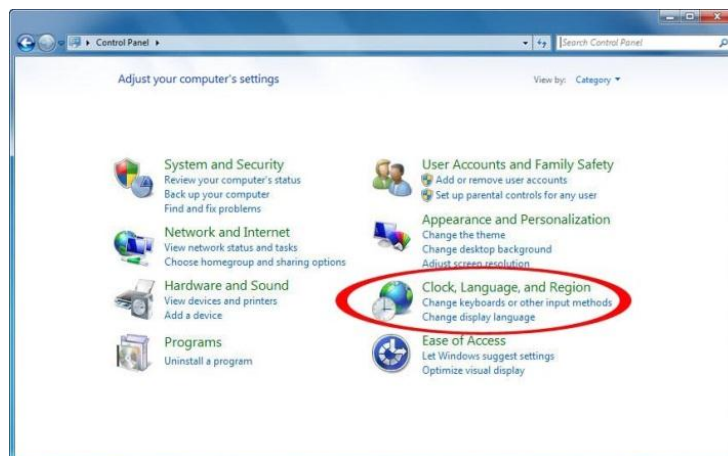 Control Panel
Search Control Panel
Adjust your computer's settings
View by: Category
System and Security
Review your computer's status
Back up your computer
Find and fix problems
Network and Internet
View network status and tasks
Choose homegroup and sharing options
Hardware and Sound
View devices and printers
Add a device
Programs
Uninstall a program
User Accounts and Family Safety
Add or remove user accounts
Set up parental controls for any user
Appearance and Personalization
Change the theme
Change desktop background
Adjust screen resolution
Clock, Language, and Region
Change keyboards or other input methods
Change display language
Ease of Access
Let Windows suggest settings
Optimize visual display